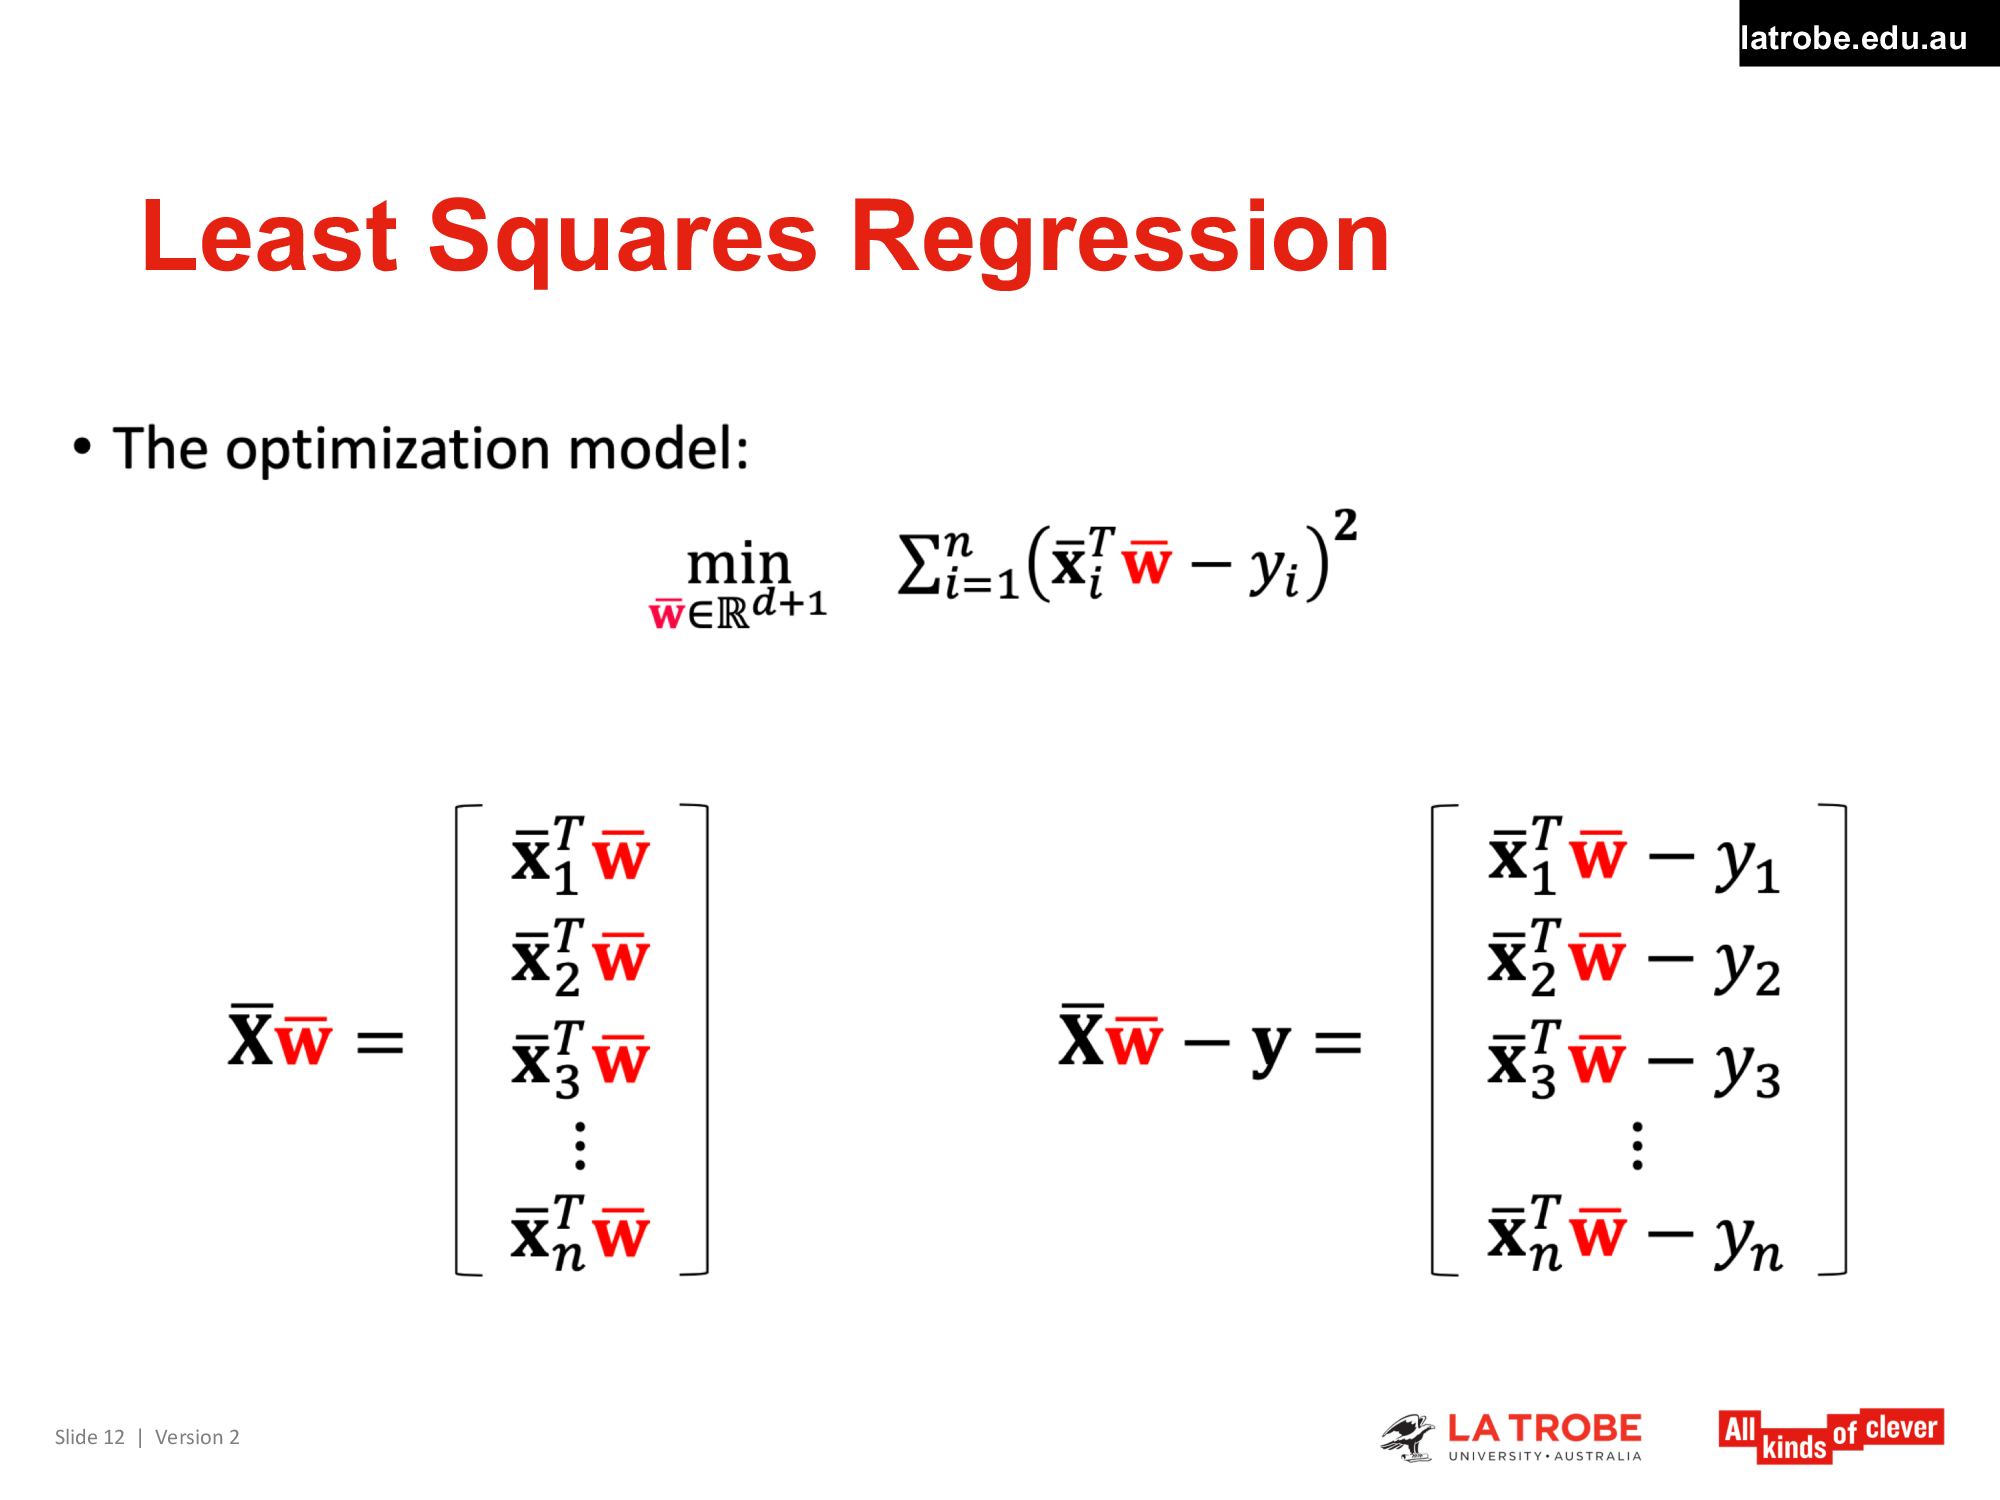 latrobe.edu.au
Least Squares Regression
• The optimization model:
min_{w̄∈ℝ^{d+1}} ∑_{i=1}^{n} (x̄_i^T w̄ − y_i)^2
X̄w̄ = [ x̄_1^T w̄
x̄_2^T w̄
x̄_3^T w̄
⋮
x̄_n^T w̄ ]
X̄w̄ − y = [ x̄_1^T w̄ − y_1
x̄_2^T w̄ − y_2
x̄_3^T w̄ − y_3
⋮
x̄_n^T w̄ − y_n ]
Slide 12 | Version 2
LA TROBE
UNIVERSITY • AUSTRALIA
All kinds of clever